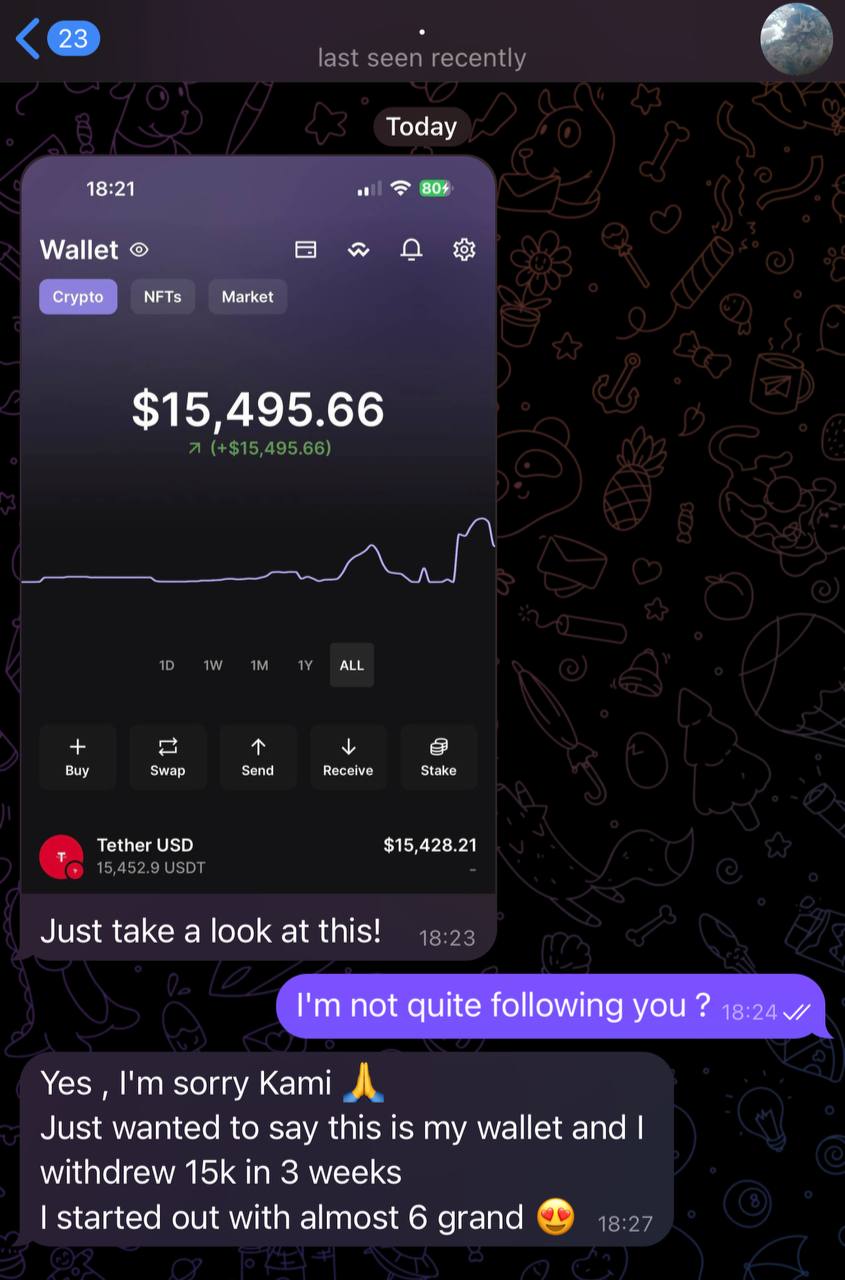 23
.
last seen recently
Today
18:21
80
Wallet
Crypto NFTs Market
$15,495.66
(+$15,495.66)
1D 1W 1M 1Y ALL
Buy Swap Send Receive Stake
Tether USD $15,428.21
15,452.9 USDT -
Just take a look at this! 18:23
I'm not quite following you ? 18:24
Yes , I'm sorry Kami 🙏
Just wanted to say this is my wallet and I
withdrew 15k in 3 weeks
I started out with almost 6 grand 😍 18:27